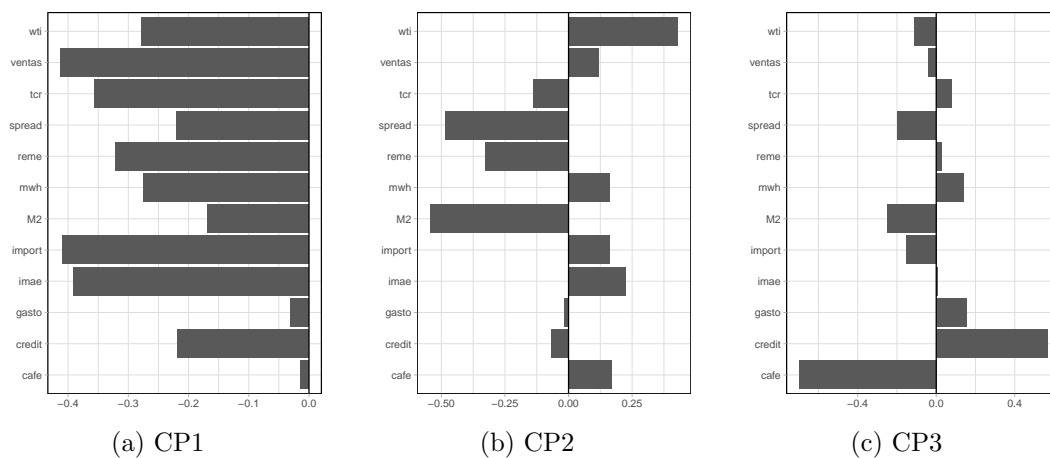 wti
ventas
tcr
spread
reme
mwh
M2
import
imae
gasto
credit
cafe
−0.4 −0.3 −0.2 −0.1 0.0
(a) CP1
wti
ventas
tcr
spread
reme
mwh
M2
import
imae
gasto
credit
cafe
−0.50 −0.25 0.00 0.25
(b) CP2
wti
ventas
tcr
spread
reme
mwh
M2
import
imae
gasto
credit
cafe
−0.4 0.0 0.4
(c) CP3